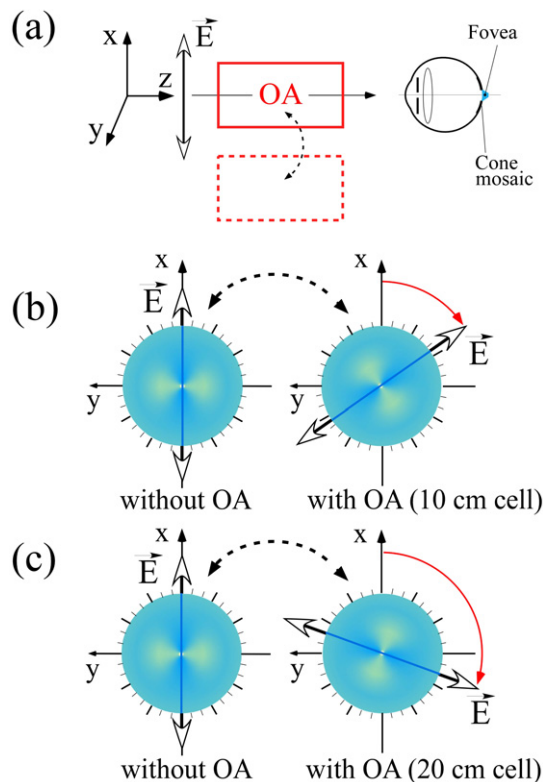 (a)
x
E
z
y
OA
Fovea
Cone
mosaic
(b)
x
E
y
without OA
x
E
y
with OA (10 cm cell)
(c)
x
E
y
without OA
x
y
E
with OA (20 cm cell)